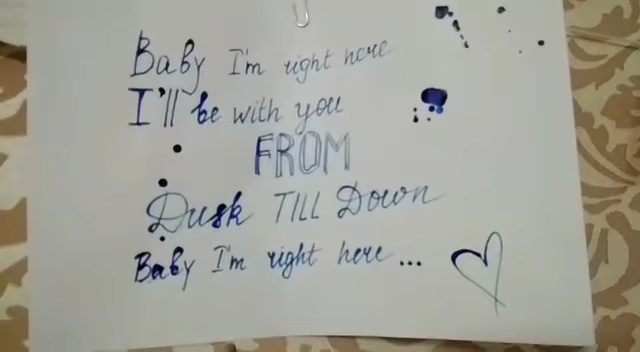 Baby I'm right here
I'll be with you
FROM
Dusk TILL Down
Baby I'm right here...